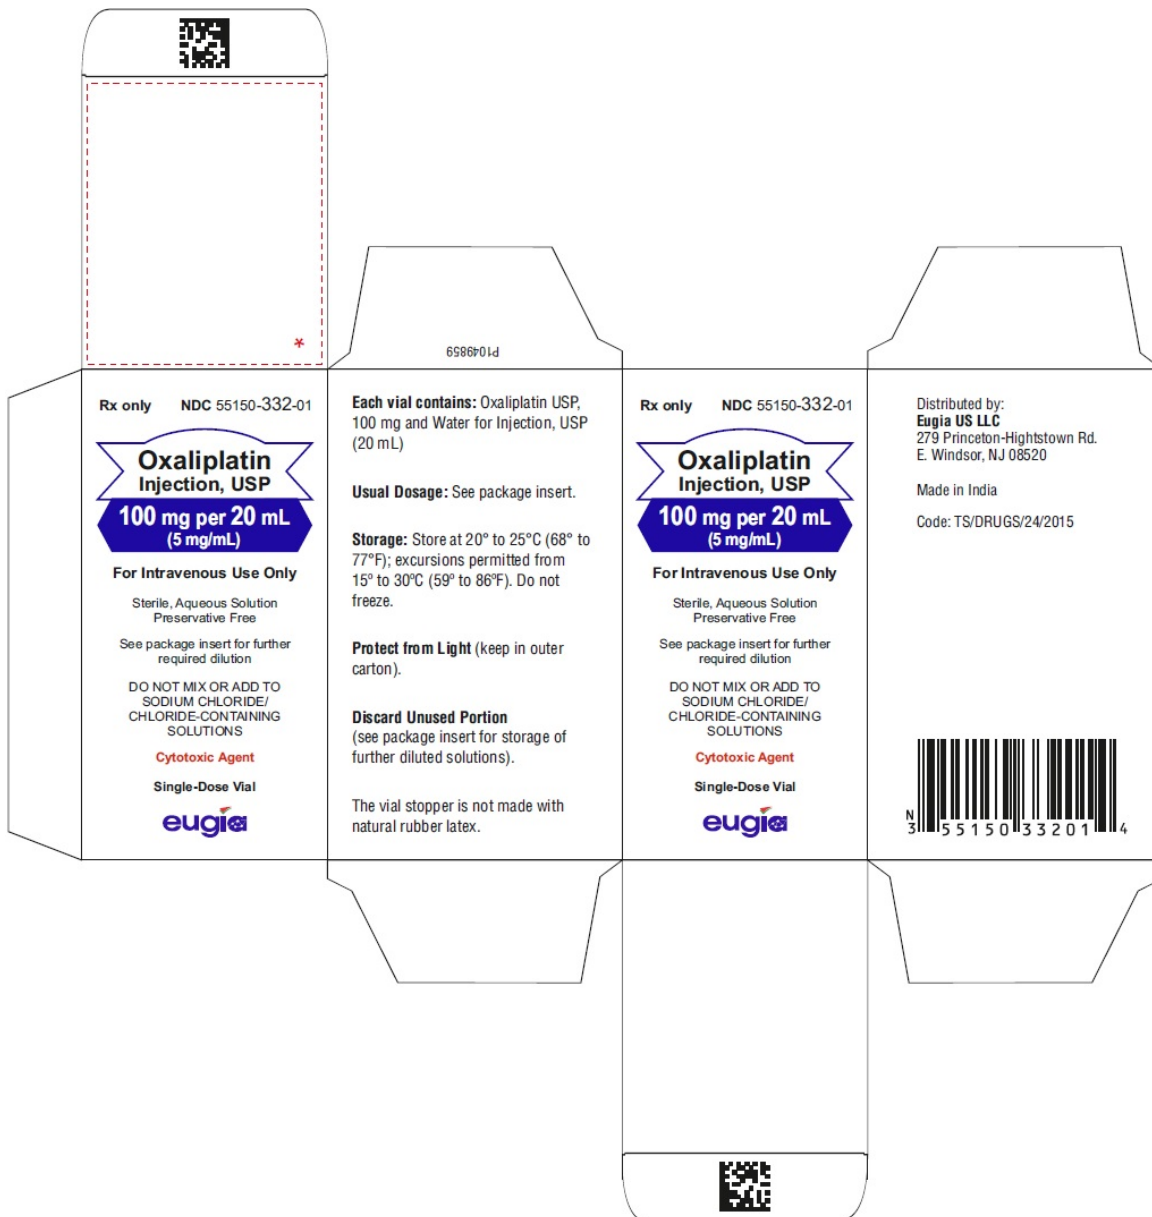 P1049859
Rx only NDC 55150-332-01
Oxaliplatin
Injection, USP
100 mg per 20 mL
(5 mg/mL)
For Intravenous Use Only
Sterile, Aqueous Solution
Preservative Free
See package insert for further
required dilution
DO NOT MIX OR ADD TO
SODIUM CHLORIDE/
CHLORIDE-CONTAINING
SOLUTIONS
Cytotoxic Agent
Single-Dose Vial
eugia
Each vial contains: Oxaliplatin USP,
100 mg and Water for Injection, USP
(20 mL)
Usual Dosage: See package insert.
Storage: Store at 20° to 25°C (68° to
77°F); excursions permitted from
15º to 30ºC (59º to 86ºF). Do not
freeze.
Protect from Light (keep in outer
carton).
Discard Unused Portion
(see package insert for storage of
further diluted solutions).
The vial stopper is not made with
natural rubber latex.
Rx only NDC 55150-332-01
Oxaliplatin
Injection, USP
100 mg per 20 mL
(5 mg/mL)
For Intravenous Use Only
Sterile, Aqueous Solution
Preservative Free
See package insert for further
required dilution
DO NOT MIX OR ADD TO
SODIUM CHLORIDE/
CHLORIDE-CONTAINING
SOLUTIONS
Cytotoxic Agent
Single-Dose Vial
eugia
Distributed by:
Eugia US LLC
279 Princeton-Hightstown Rd.
E. Windsor, NJ 08520
Made in India
Code: TS/DRUGS/24/2015
N
3 55150 33201 4